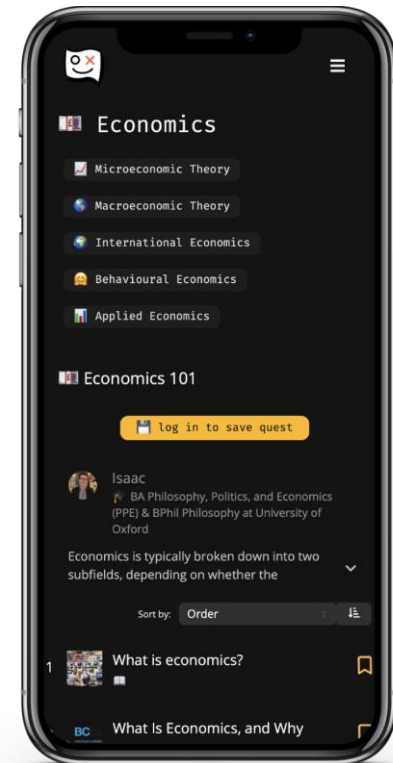 Economics
Microeconomic Theory
Macroeconomic Theory
International Economics
Behavioural Economics
Applied Economics
Economics 101
log in to save quest
Isaac
BA Philosophy, Politics, and Economics
(PPE) & BPhil Philosophy at University of
Oxford
Economics is typically broken down into two
subfields, depending on whether the
Sort by: Order
1 What is economics?
BC What Is Economics, and Why